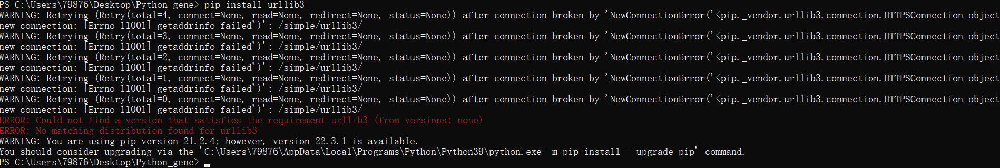 PS C:\Users\79876\Desktop\Python_gene> pip install urllib3
WARNING: Retrying (Retry(total=4, connect=None, read=None, redirect=None, status=None)) after connection broken by 'NewConnectionError('<pip._vendor.urllib3.connection.HTTPSConnection object
new connection: [Errno 11001] getaddrinfo failed')': /simple/urllib3/
WARNING: Retrying (Retry(total=3, connect=None, read=None, redirect=None, status=None)) after connection broken by 'NewConnectionError('<pip._vendor.urllib3.connection.HTTPSConnection object
new connection: [Errno 11001] getaddrinfo failed')': /simple/urllib3/
WARNING: Retrying (Retry(total=2, connect=None, read=None, redirect=None, status=None)) after connection broken by 'NewConnectionError('<pip._vendor.urllib3.connection.HTTPSConnection object
new connection: [Errno 11001] getaddrinfo failed')': /simple/urllib3/
WARNING: Retrying (Retry(total=1, connect=None, read=None, redirect=None, status=None)) after connection broken by 'NewConnectionError('<pip._vendor.urllib3.connection.HTTPSConnection object
new connection: [Errno 11001] getaddrinfo failed')': /simple/urllib3/
WARNING: Retrying (Retry(total=0, connect=None, read=None, redirect=None, status=None)) after connection broken by 'NewConnectionError('<pip._vendor.urllib3.connection.HTTPSConnection object
new connection: [Errno 11001] getaddrinfo failed')': /simple/urllib3/
ERROR: Could not find a version that satisfies the requirement urllib3 (from versions: none)
ERROR: No matching distribution found for urllib3
WARNING: You are using pip version 21.2.4; however, version 22.3.1 is available.
You should consider upgrading via the 'C:\Users\79876\AppData\Local\Programs\Python\Python39\python.exe -m pip install --upgrade pip' command.
PS C:\Users\79876\Desktop\Python_gene>